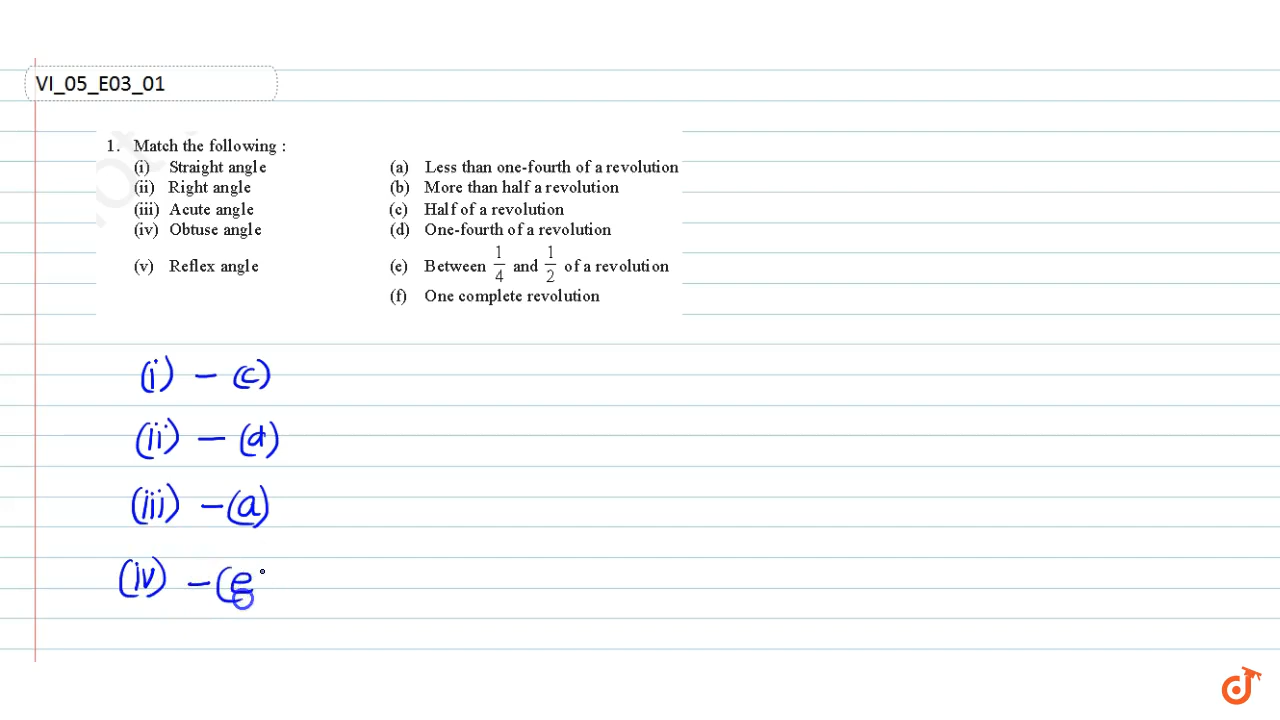 VI_05_E03_01
1. Match the following :
(i) Straight angle (a) Less than one-fourth of a revolution
(ii) Right angle (b) More than half a revolution
(iii) Acute angle (c) Half of a revolution
(iv) Obtuse angle (d) One-fourth of a revolution
(v) Reflex angle (e) Between 1/4 and 1/2 of a revolution
(f) One complete revolution
(i) – (c)
(ii) – (d)
(iii) – (a)
(iv) – (e